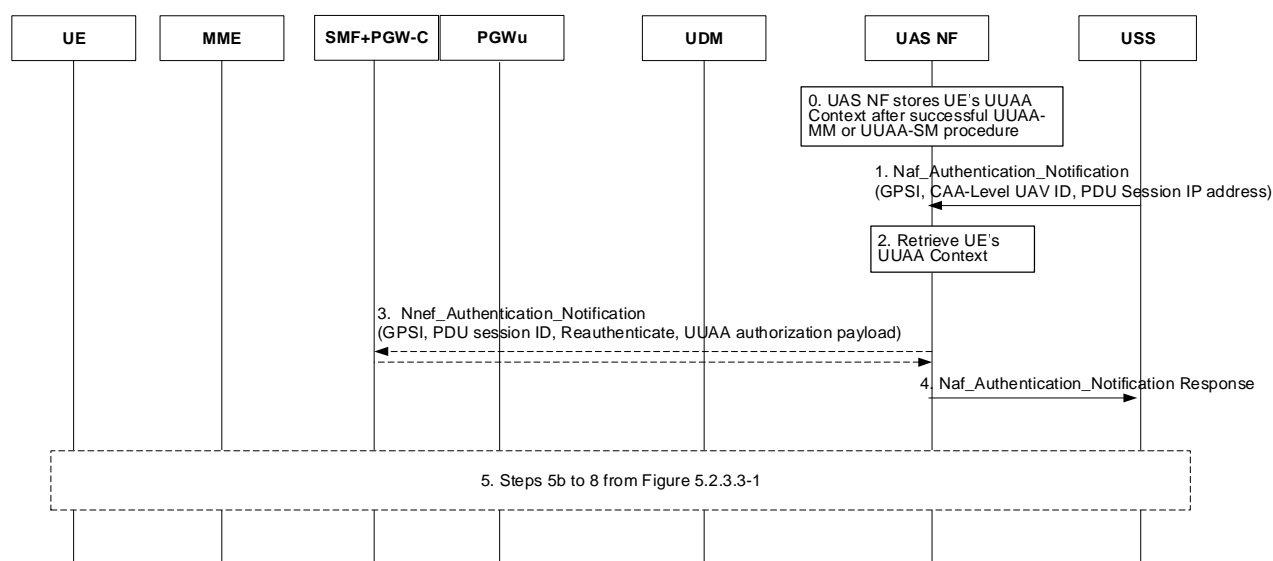 UE
MME
SMF+PGW-C
PGWu
UDM
UAS NF
USS
0. UAS NF stores UE's UUAA
Context after successful UUAA-
MM or UUAA-SM procedure
1. Naf_Authentication_Notification
(GPSI, CAA-Level UAV ID, PDU Session IP address)
2. Retrieve UE's
UUAA Context
3. Nnef_Authentication_Notification
(GPSI, PDU session ID, Reauthenticate, UUAA authorization payload)
4. Naf_Authentication_Notification Response
5. Steps 5b to 8 from Figure 5.2.3.3-1